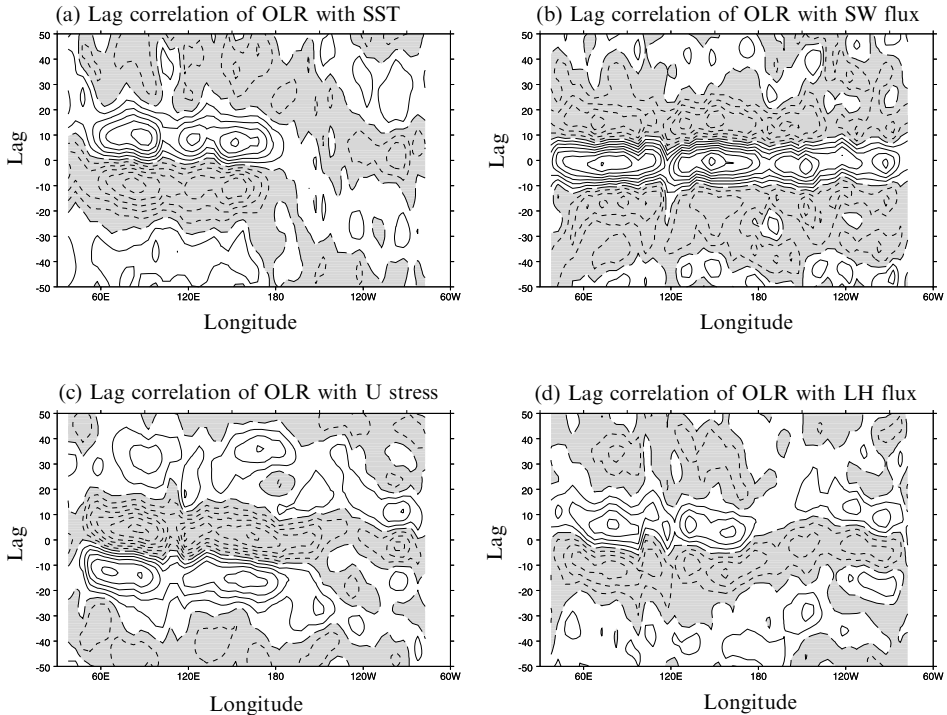 (a) Lag correlation of OLR with SST
50
40
30
20
10
0
-10
-20
-30
-40
-50
Lag
60E 120E 180 120W 60W
Longitude
(b) Lag correlation of OLR with SW flux
50
40
30
20
10
0
-10
-20
-30
-40
-50
Lag
60E 120E 180 120W 60W
Longitude
(c) Lag correlation of OLR with U stress
50
40
30
20
10
0
-10
-20
-30
-40
-50
Lag
60E 120E 180 120W 60W
Longitude
(d) Lag correlation of OLR with LH flux
50
40
30
20
10
0
-10
-20
-30
-40
-50
Lag
60E 120E 180 120W 60W
Longitude